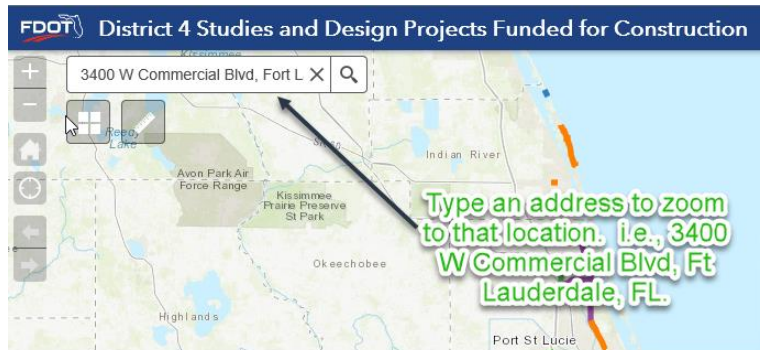 FDOT District 4 Studies and Design Projects Funded for Construction
Kissimmee
3400 W Commercial Blvd, Fort L
Reedy
Lake
Indian River
Avon Park Air
Force Range
Kissimmee
Prairie Preserve
St Park
Type an address to zoom
to that location. i.e., 3400
W Commercial Blvd, Ft
Lauderdale, FL.
Okeechobee
Highlands
Port St Lucie